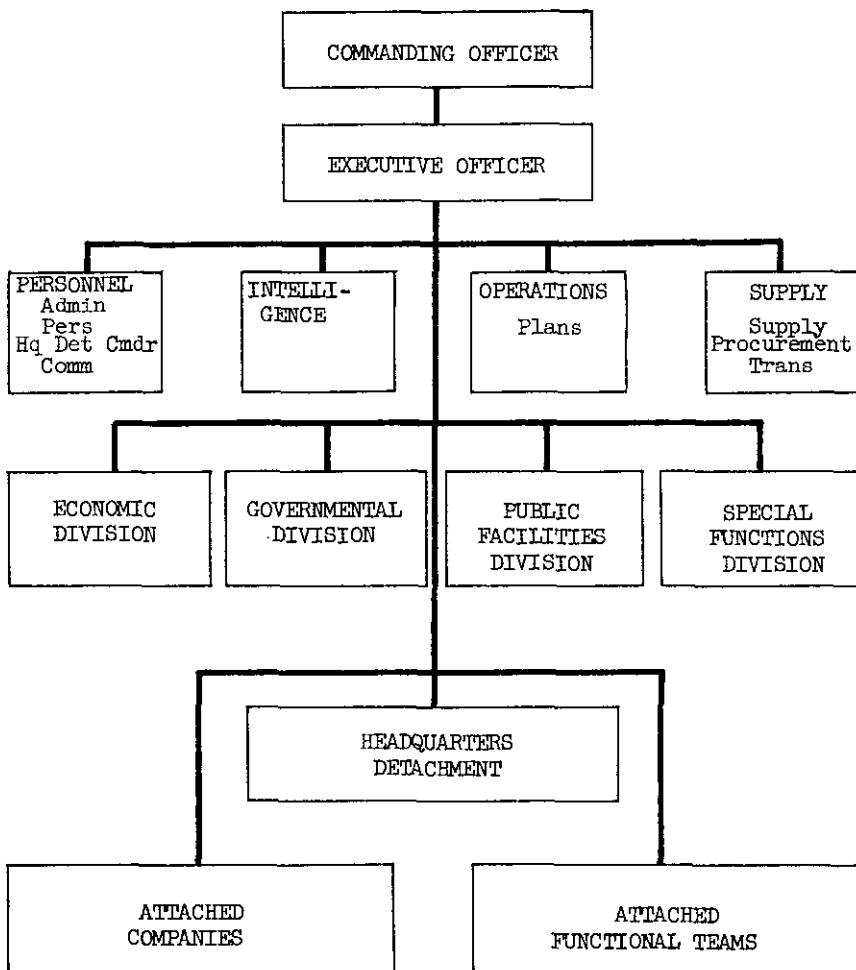 COMMANDING OFFICER
EXECUTIVE OFFICER
PERSONNEL
Admin
Pers
Hq Det Cmdr
Comm
INTELLI-
GENCE
OPERATIONS
Plans
SUPPLY
Supply
Procurement
Trans
ECONOMIC
DIVISION
GOVERNMENTAL
DIVISION
PUBLIC
FACILITIES
DIVISION
SPECIAL
FUNCTIONS
DIVISION
HEADQUARTERS
DETACHMENT
ATTACHED
COMPANIES
ATTACHED
FUNCTIONAL TEAMS